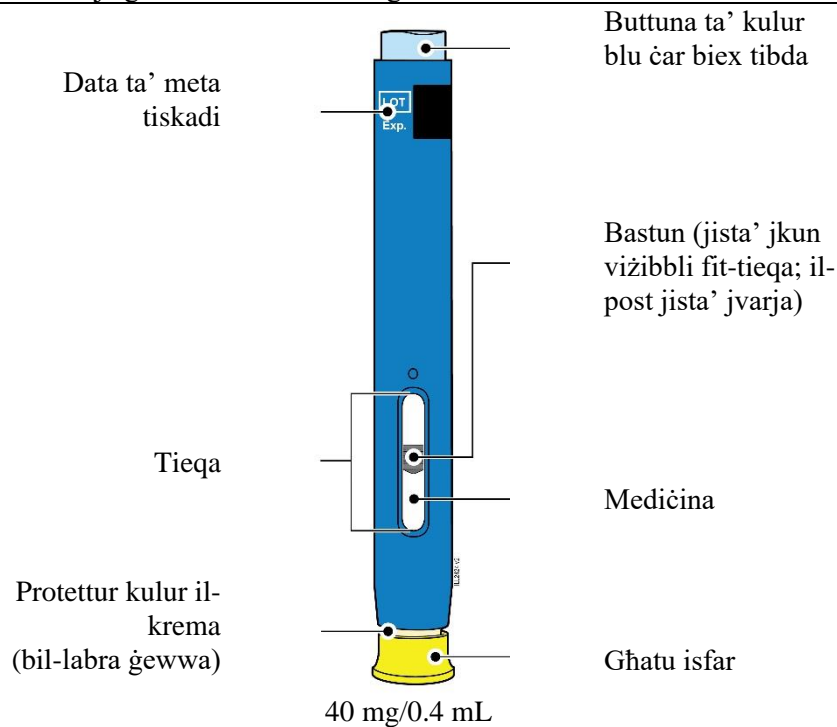 Buttuna ta’ kulur
blu ċar biex tibda
Data ta’ meta
tiskadi
LOT
Exp.
Bastun (jista’ jkun
viżibbli fit-tieqa; il-
post jista’ jvarja)
Tieqa
Mediċina
Protettur kulur il-
krema
(bil-labra ġewwa)
Għatu isfar
40 mg/0.4 mL